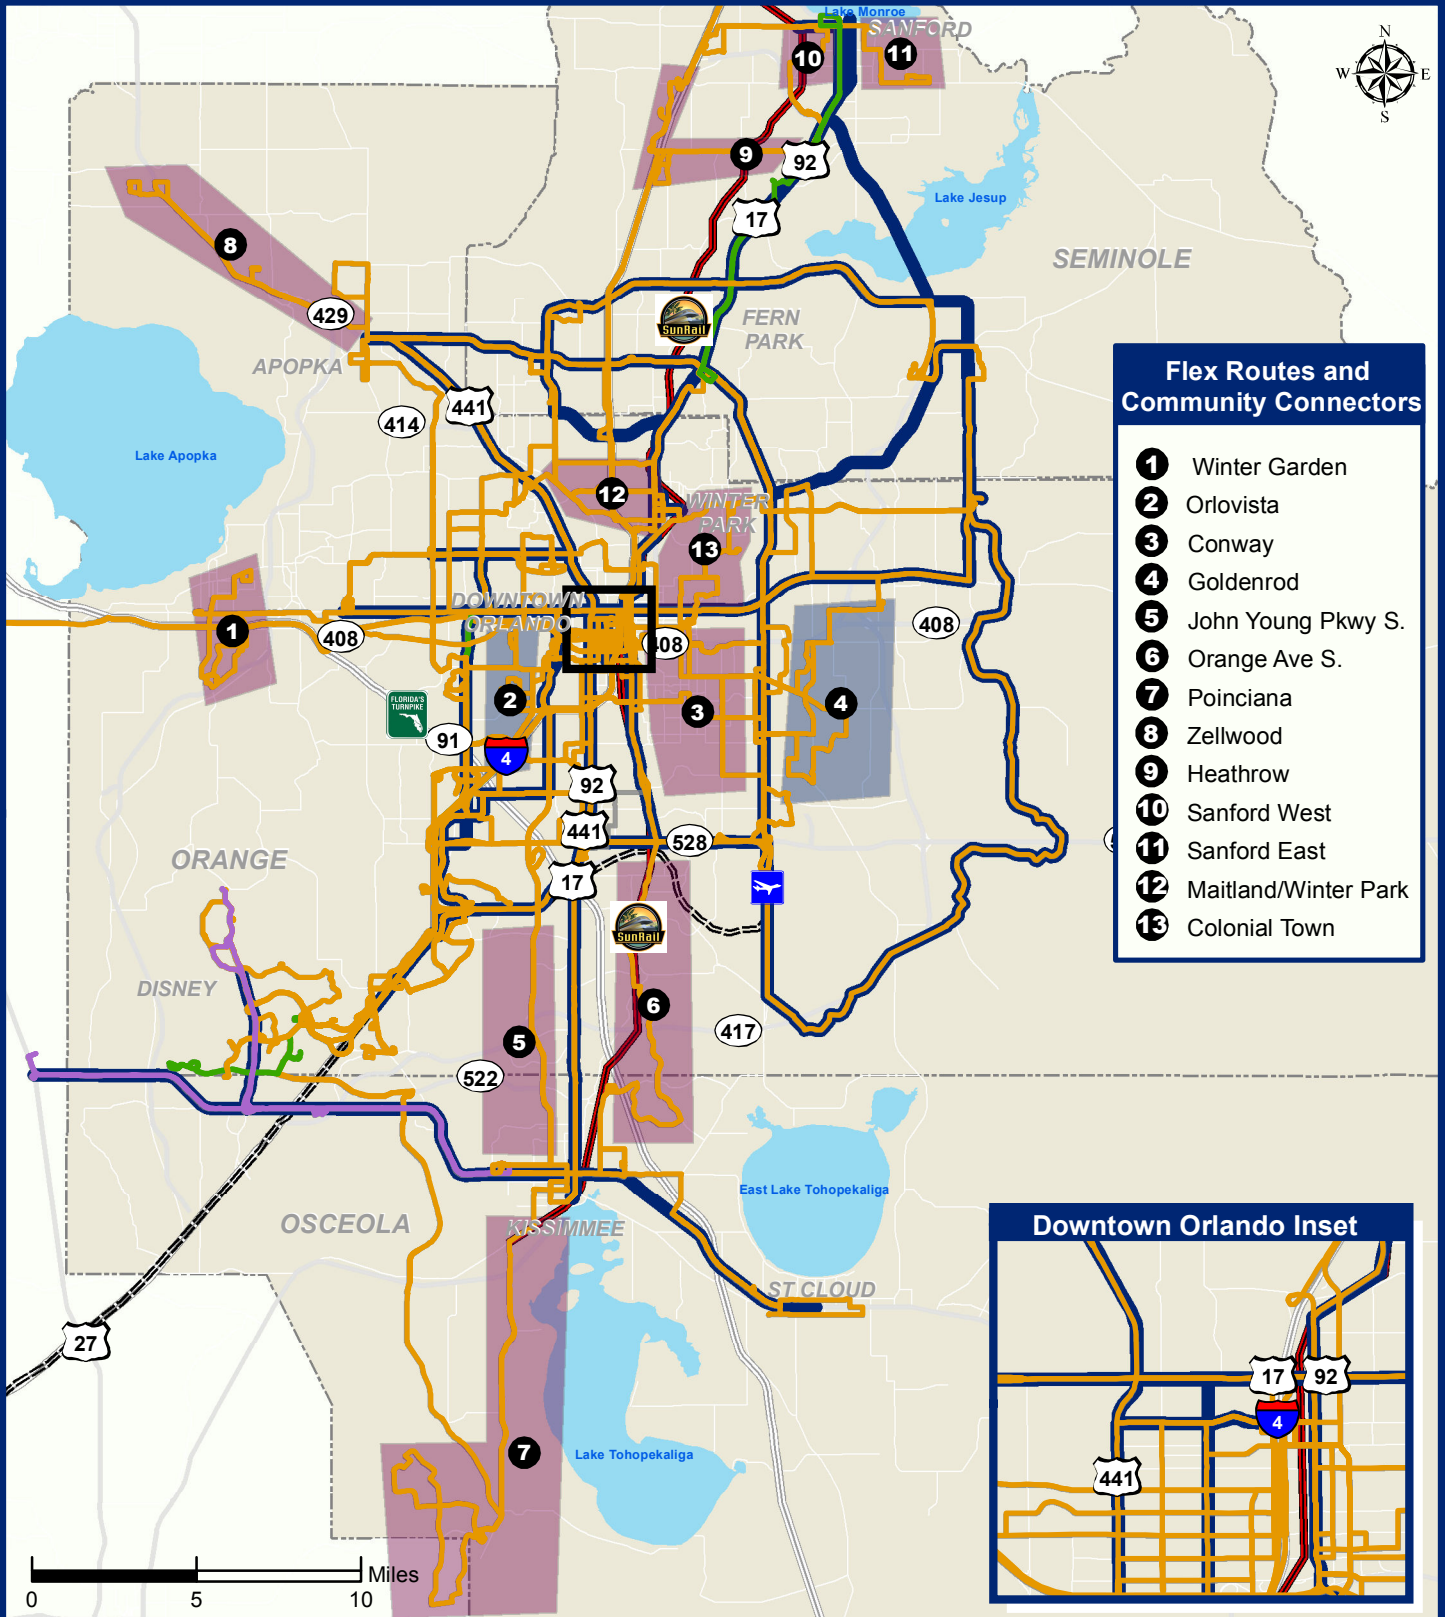 Lake Monroe
SANFORD
N
W E
S
10
11
9
92
17
Lake Jesup
SEMINOLE
8
429
SunRail
FERN
PARK
APOPKA
441
414
Lake Apopka
12
WINTER
PARK
13
DOWNTOWN
ORLANDO
1
408
408
408
2
3
4
FLORIDA'S
TURNPIKE
91
4
92
441
528
17
ORANGE
SunRail
DISNEY
6
5
417
522
East Lake Tohopekaliga
OSCEOLA
KISSIMMEE
ST CLOUD
27
7
Lake Tohopekaliga
Miles
0 5 10
Flex Routes and
Community Connectors
1 Winter Garden
2 Orlovista
3 Conway
4 Goldenrod
5 John Young Pkwy S.
6 Orange Ave S.
7 Poinciana
8 Zellwood
9 Heathrow
10 Sanford West
11 Sanford East
12 Maitland/Winter Park
13 Colonial Town
Downtown Orlando Inset
17
92
4
441